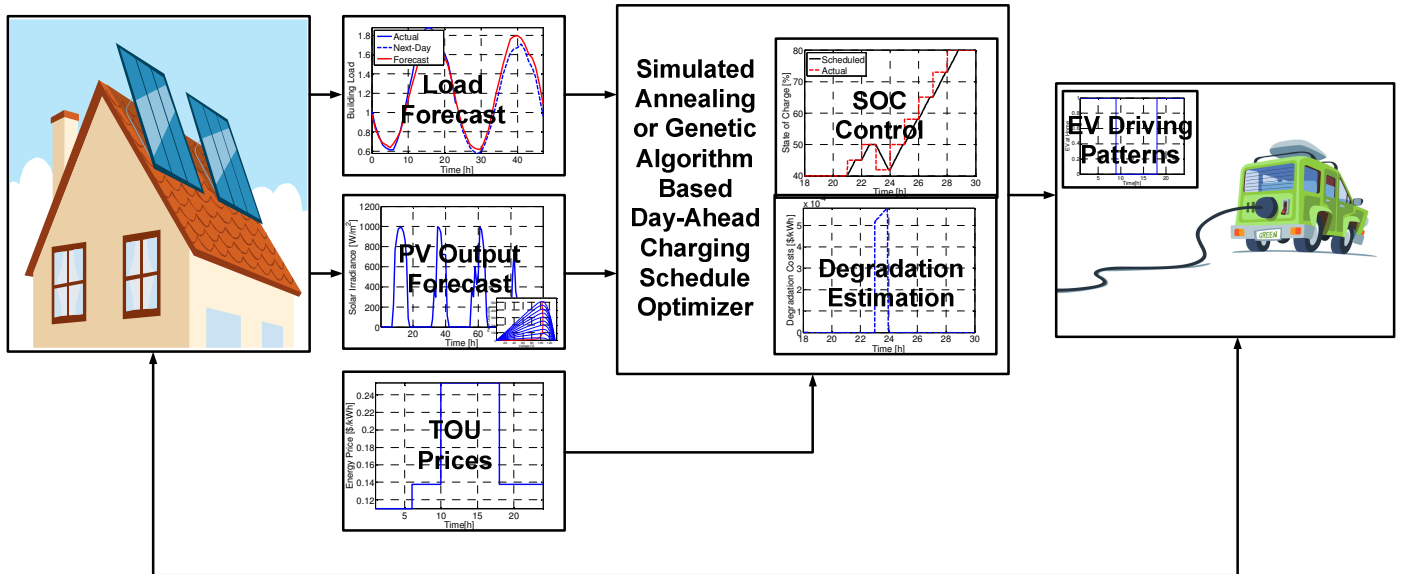 Actual
Next-Day
Forecast
1.8
1.6
1.4
1.2
1
0.8
0.6
Building Load
Load
Forecast
0
10
20
30
40
Time [h]
1200
1000
800
600
400
200
0
Solar Irradiance [W/m²]
PV Output
Forecast
20
40
60
Time [h]
0.24
0.22
0.2
0.18
0.16
0.14
0.12
Energy Price [$/kWh]
TOU
Prices
5
10
15
20
Time[h]
Simulated
Annealing
or Genetic
Algorithm
Based
Day-Ahead
Charging
Schedule
Optimizer
Scheduled
Actual
80
70
60
50
40
State of Charge [%]
SOC
Control
18
20
22
24
26
28
30
Time [h]
5
4
3
2
1
0
Degradation Costs [$/kWh]
Degradation
Estimation
18
20
22
24
26
28
30
Time [h]
EV Driving
Patterns
5
10
15
20
Time[h]
GREEN